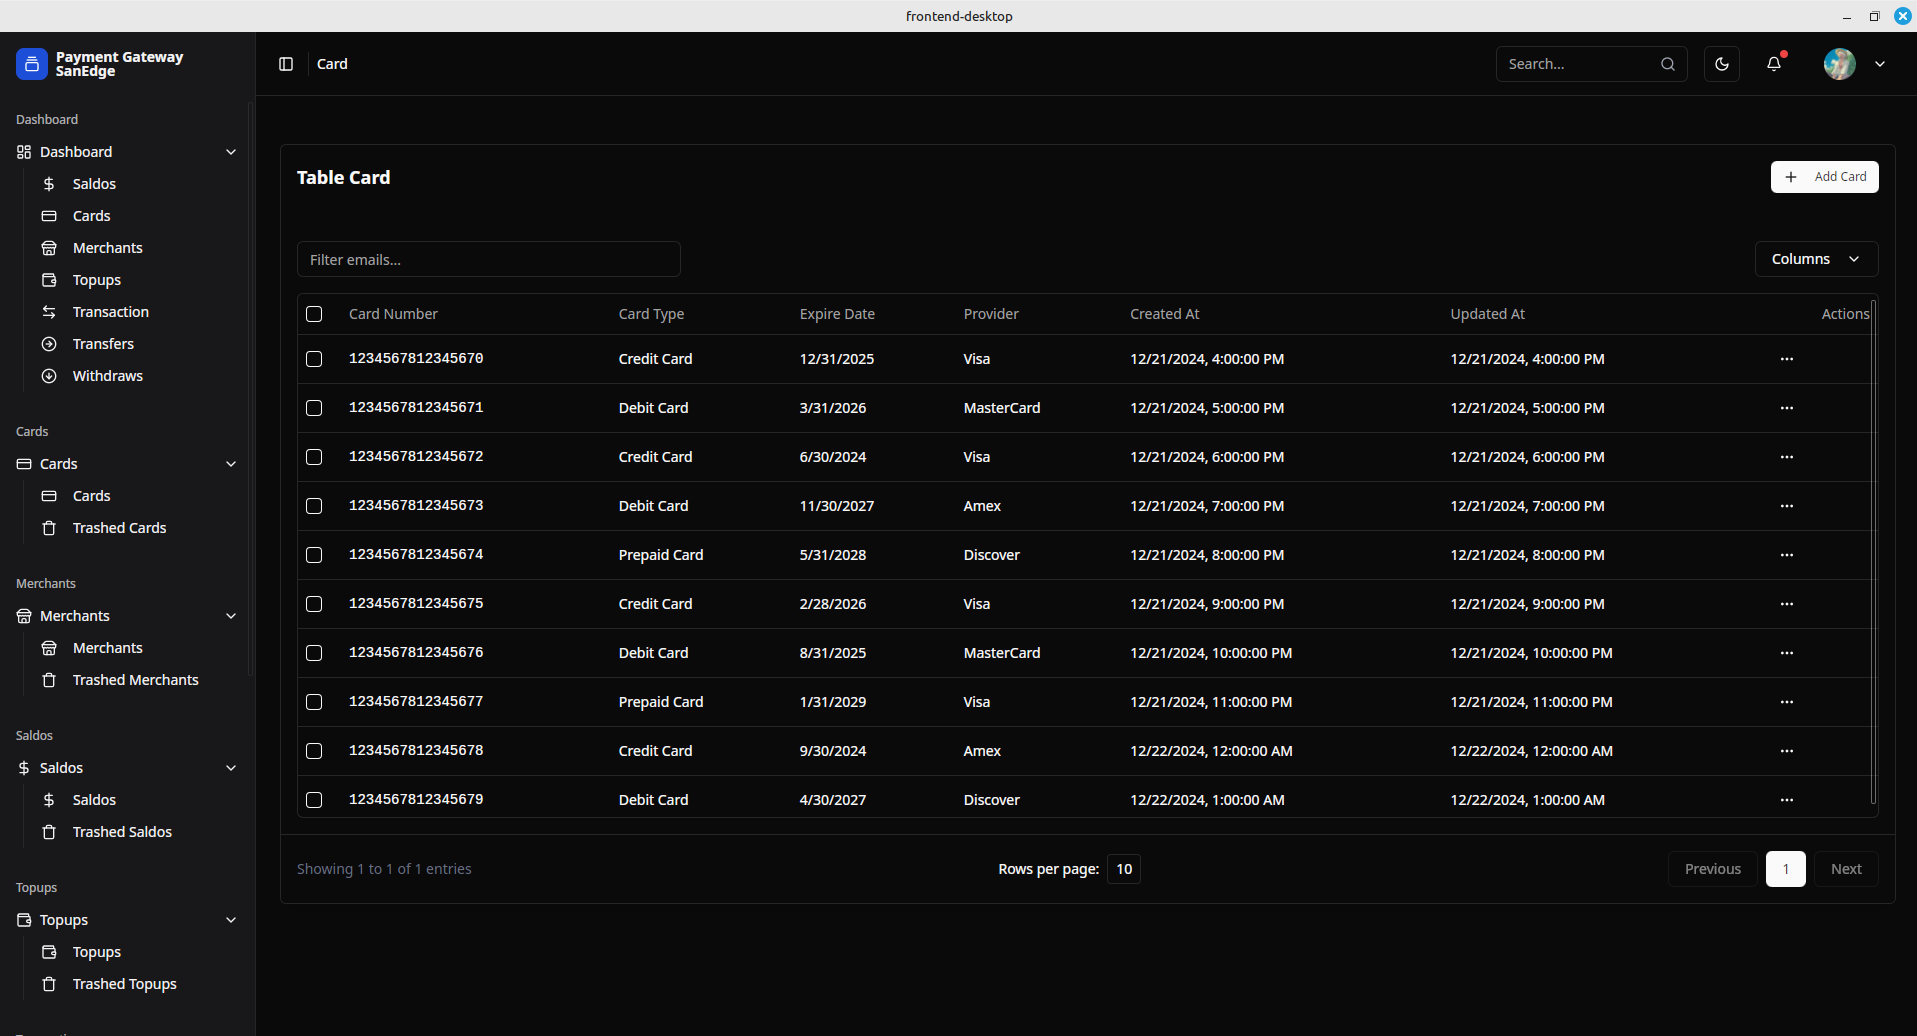 frontend-desktop
Payment Gateway
SanEdge
Card
Search...
Dashboard
Dashboard
Saldos
Cards
Merchants
Topups
Transaction
Transfers
Withdraws
Cards
Cards
Cards
Trashed Cards
Merchants
Merchants
Merchants
Trashed Merchants
Saldos
Saldos
Saldos
Trashed Saldos
Topups
Topups
Topups
Trashed Topups
Table Card
Add Card
Filter emails...
Columns
Card Number Card Type Expire Date Provider Created At Updated At Actions
1234567812345670 Credit Card 12/31/2025 Visa 12/21/2024, 4:00:00 PM 12/21/2024, 4:00:00 PM
1234567812345671 Debit Card 3/31/2026 MasterCard 12/21/2024, 5:00:00 PM 12/21/2024, 5:00:00 PM
1234567812345672 Credit Card 6/30/2024 Visa 12/21/2024, 6:00:00 PM 12/21/2024, 6:00:00 PM
1234567812345673 Debit Card 11/30/2027 Amex 12/21/2024, 7:00:00 PM 12/21/2024, 7:00:00 PM
1234567812345674 Prepaid Card 5/31/2028 Discover 12/21/2024, 8:00:00 PM 12/21/2024, 8:00:00 PM
1234567812345675 Credit Card 2/28/2026 Visa 12/21/2024, 9:00:00 PM 12/21/2024, 9:00:00 PM
1234567812345676 Debit Card 8/31/2025 MasterCard 12/21/2024, 10:00:00 PM 12/21/2024, 10:00:00 PM
1234567812345677 Prepaid Card 1/31/2029 Visa 12/21/2024, 11:00:00 PM 12/21/2024, 11:00:00 PM
1234567812345678 Credit Card 9/30/2024 Amex 12/22/2024, 12:00:00 AM 12/22/2024, 12:00:00 AM
1234567812345679 Debit Card 4/30/2027 Discover 12/22/2024, 1:00:00 AM 12/22/2024, 1:00:00 AM
Showing 1 to 1 of 1 entries
Rows per page: 10
Previous 1 Next